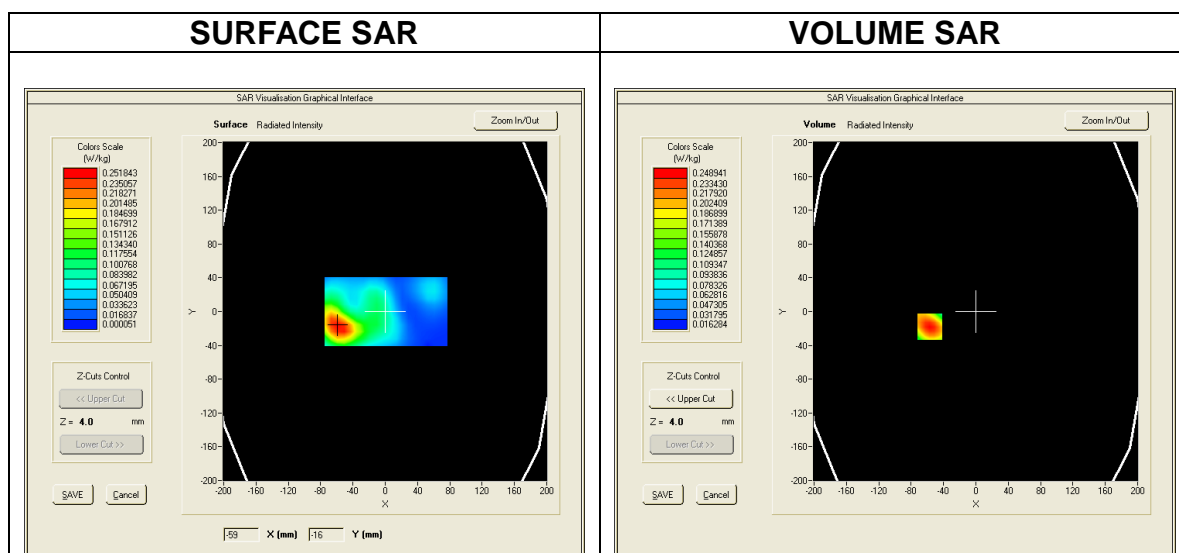 SURFACE SAR
VOLUME SAR
SAR Visualisation Graphical Interface
Surface Radiated Intensity
Zoom In/Out
Colors Scale
(W/kg)
0.251843
0.235057
0.218271
0.201485
0.184699
0.167912
0.151126
0.134340
0.117554
0.100768
0.083982
0.067195
0.050409
0.033623
0.016837
0.000051
200
160
120
80
40
0
-40
-80
-120
-160
-200
Y
-200 -160 -120 -80 -40 0 40 80 120 160 200
X
Z-Cuts Control
<< Upper Cut
Z = 4.0 mm
Lower Cut >>
SAVE Cancel
-59 X (mm) -16 Y (mm)
SAR Visualisation Graphical Interface
Volume Radiated Intensity
Zoom In/Out
Colors Scale
(W/kg)
0.248941
0.233430
0.217920
0.202409
0.186899
0.171389
0.155878
0.140368
0.124857
0.109347
0.093836
0.078326
0.062816
0.047305
0.031795
0.016284
200
160
120
80
40
0
-40
-80
-120
-160
-200
Y
-200 -160 -120 -80 -40 0 40 80 120 160 200
X
Z-Cuts Control
<< Upper Cut
Z = 4.0 mm
Lower Cut >>
SAVE Cancel